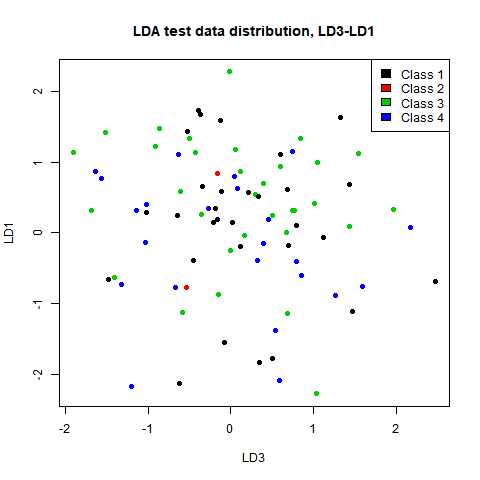 LDA test data distribution, LD3-LD1
Class 1
Class 2
Class 3
Class 4
2
1
0
-1
-2
LD1
-2
-1
0
1
2
LD3